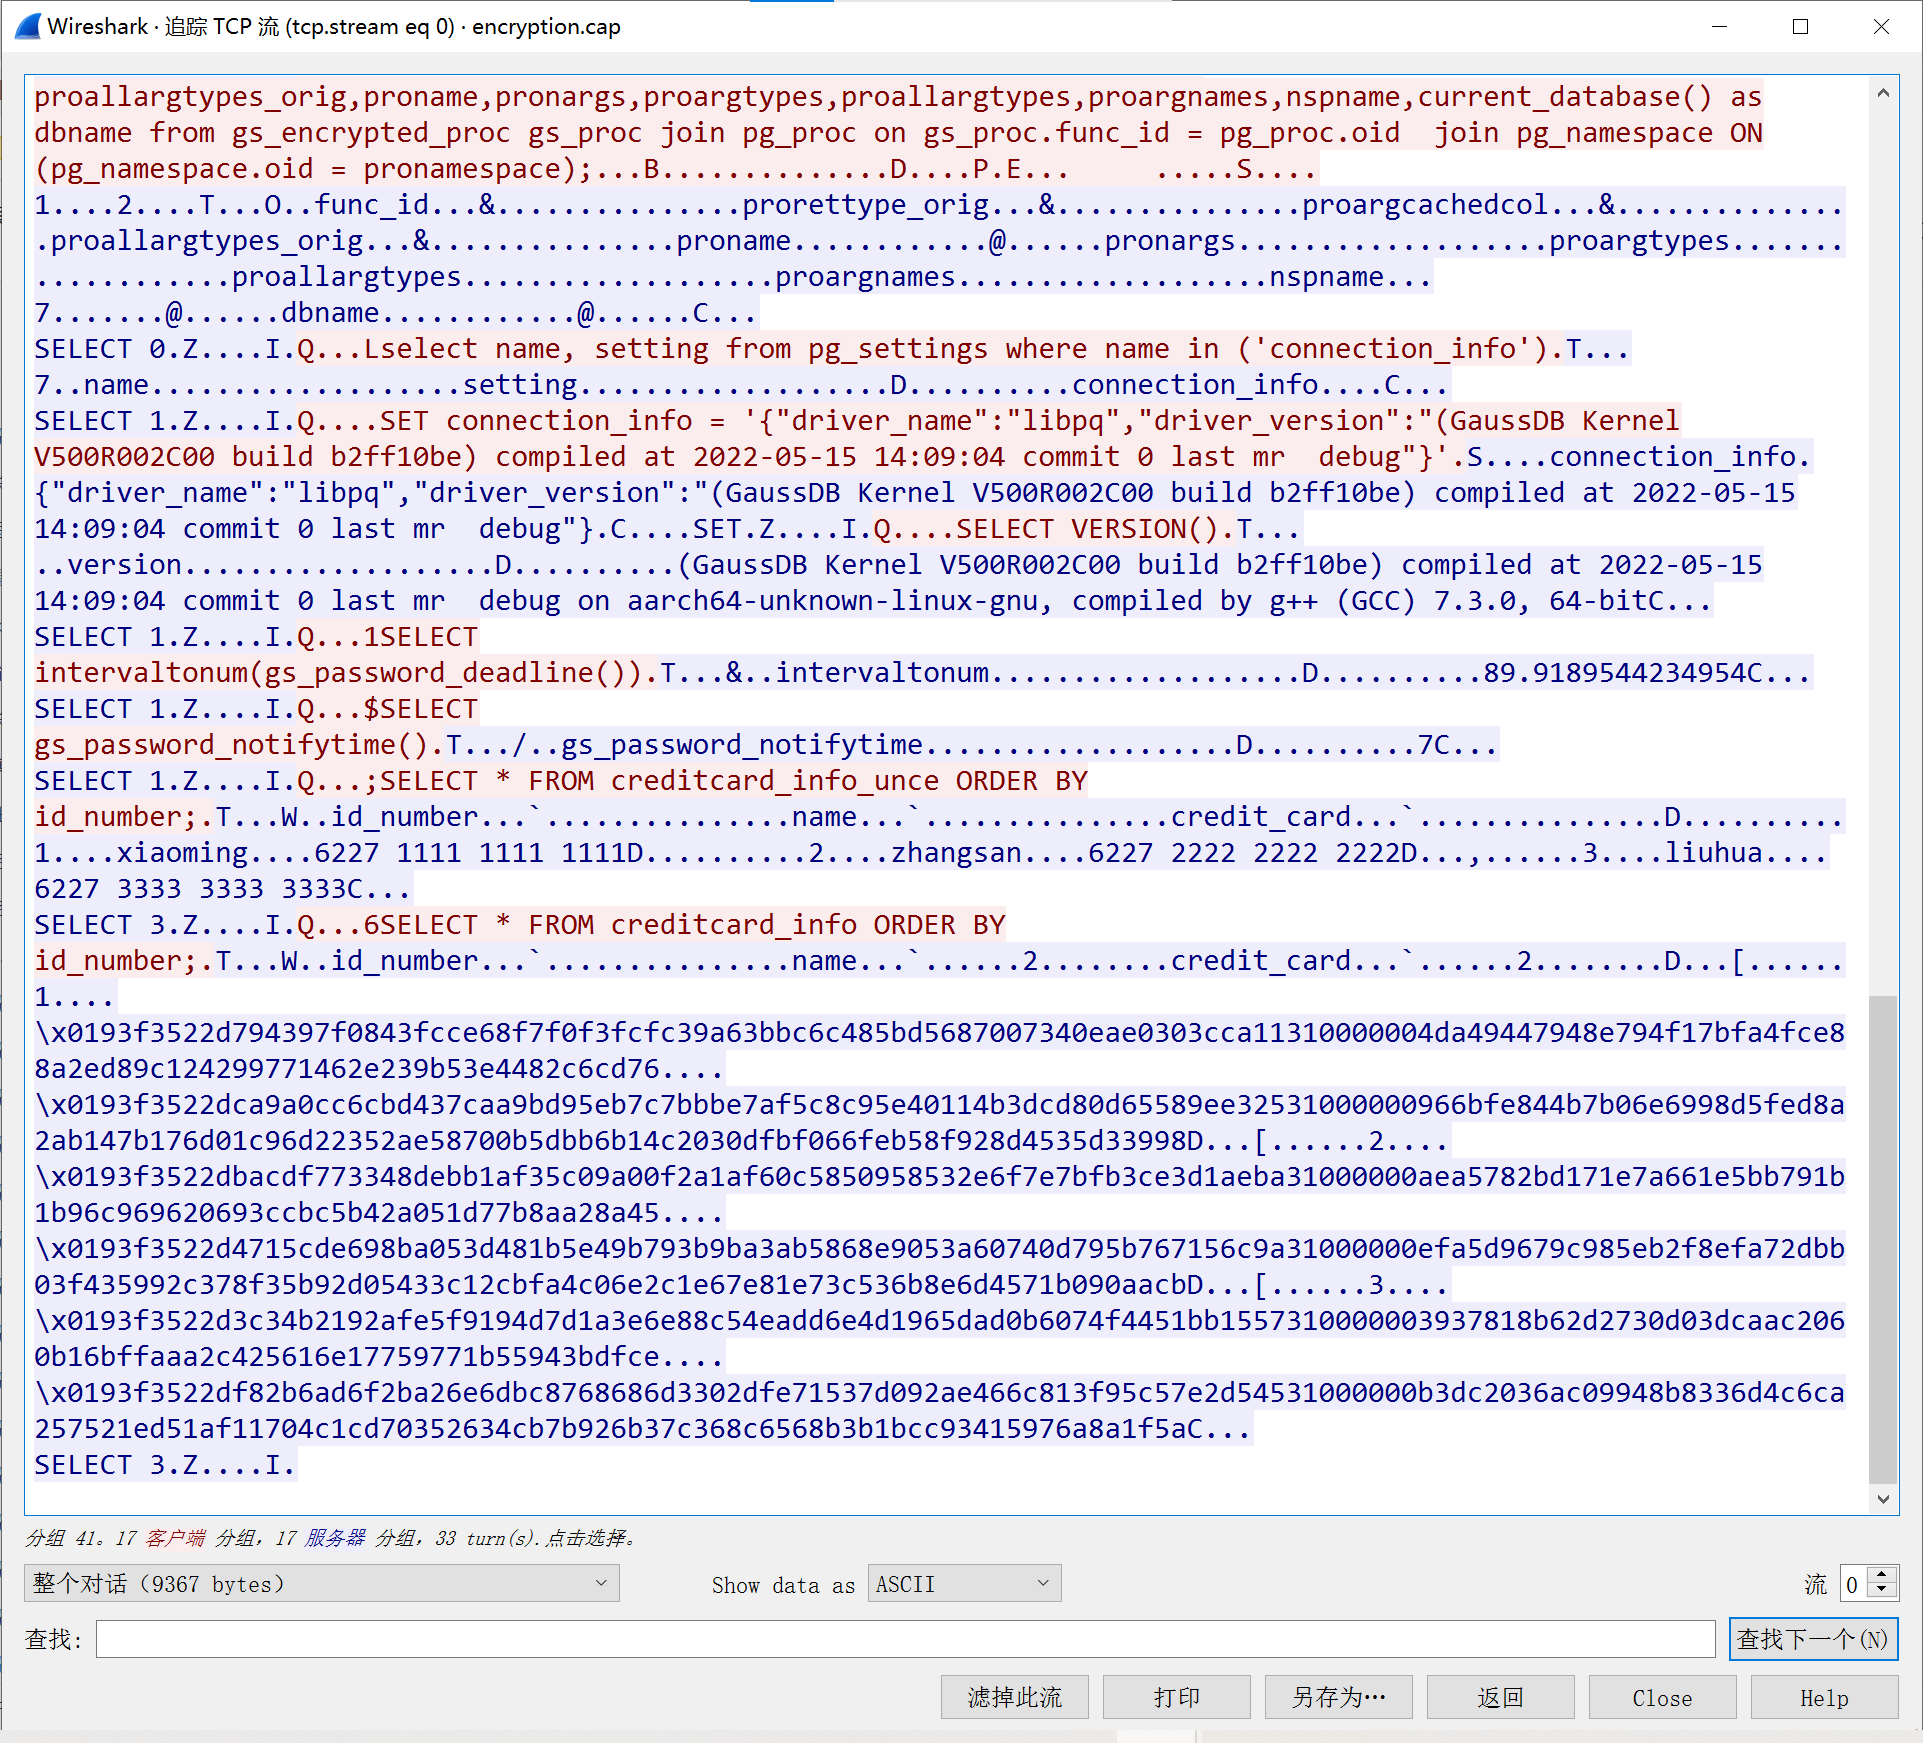 Wireshark · 追踪 TCP 流 (tcp.stream eq 0) · encryption.cap
proallargtypes_orig,proname,pronargs,proargtypes,proallargtypes,proargnames,nspname,current_database() as
dbname from gs_encrypted_proc gs_proc join pg_proc on gs_proc.func_id = pg_proc.oid  join pg_namespace ON
(pg_namespace.oid = pronamespace);...B..............D....P.E...     .....S....
1....2....T...O..func_id...&...............prorettype_orig...&...............proargcachedcol...&..............
.proallargtypes_orig...&...............proname............@......pronargs...................proargtypes.......
............proallargtypes...................proargnames...................nspname...
7.......@......dbname............@......C...
SELECT 0.Z....I.Q...Lselect name, setting from pg_settings where name in ('connection_info').T...
7..name...................setting...................D..........connection_info....C...
SELECT 1.Z....I.Q....SET connection_info = '{"driver_name":"libpq","driver_version":"(GaussDB Kernel
V500R002C00 build b2ff10be) compiled at 2022-05-15 14:09:04 commit 0 last mr  debug"}'.S....connection_info.
{"driver_name":"libpq","driver_version":"(GaussDB Kernel V500R002C00 build b2ff10be) compiled at 2022-05-15
14:09:04 commit 0 last mr  debug"}.C....SET.Z....I.Q....SELECT VERSION().T...
..version...................D..........(GaussDB Kernel V500R002C00 build b2ff10be) compiled at 2022-05-15
14:09:04 commit 0 last mr  debug on aarch64-unknown-linux-gnu, compiled by g++ (GCC) 7.3.0, 64-bitC...
SELECT 1.Z....I.Q...1SELECT
intervaltonum(gs_password_deadline()).T...&..intervaltonum...................D..........89.9189544234954C...
SELECT 1.Z....I.Q...$SELECT
gs_password_notifytime().T.../..gs_password_notifytime...................D..........7C...
SELECT 1.Z....I.Q...;SELECT * FROM creditcard_info_unce ORDER BY
id_number;.T...W..id_number...`...............name...`...............credit_card...`...............D..........
1....xiaoming....6227 1111 1111 1111D..........2....zhangsan....6227 2222 2222 2222D...,......3....liuhua....
6227 3333 3333 3333C...
SELECT 3.Z....I.Q...6SELECT * FROM creditcard_info ORDER BY
id_number;.T...W..id_number...`...............name...`......2........credit_card...`......2........D...[......
1....
\x0193f3522d794397f0843fcce68f7f0f3fcfc39a63bbc6c485bd5687007340eae0303cca11310000004da49447948e794f17bfa4fce8
8a2ed89c124299771462e239b53e4482c6cd76....
\x0193f3522dca9a0cc6cbd437caa9bd95eb7c7bbbe7af5c8c95e40114b3dcd80d65589ee32531000000966bfe844b7b06e6998d5fed8a
2ab147b176d01c96d22352ae58700b5dbb6b14c2030dfbf066feb58f928d4535d33998D...[......2....
\x0193f3522dbacdf773348debb1af35c09a00f2a1af60c5850958532e6f7e7bfb3ce3d1aeba31000000aea5782bd171e7a661e5bb791b
1b96c969620693ccbc5b42a051d77b8aa28a45....
\x0193f3522d4715cde698ba053d481b5e49b793b9ba3ab5868e9053a60740d795b767156c9a31000000efa5d9679c985eb2f8efa72dbb
03f435992c378f35b92d05433c12cbfa4c06e2c1e67e81e73c536b8e6d4571b090aacbD...[......3....
\x0193f3522d3c34b2192afe5f9194d7d1a3e6e88c54eadd6e4d1965dad0b6074f4451bb1557310000003937818b62d2730d03dcaac206
0b16bffaaa2c425616e17759771b55943bdfce....
\x0193f3522df82b6ad6f2ba26e6dbc8768686d3302dfe71537d092ae466c813f95c57e2d54531000000b3dc2036ac09948b8336d4c6ca
257521ed51af11704c1cd70352634cb7b926b37c368c6568b3b1bcc93415976a8a1f5aC...
SELECT 3.Z....I.
分组 41。17 客户端 分组，17 服务器 分组，33 turn(s).点击选择。
整个对话（9367 bytes） Show data as ASCII 流 0
查找: 查找下一个(N)
滤掉此流 打印 另存为… 返回 Close Help